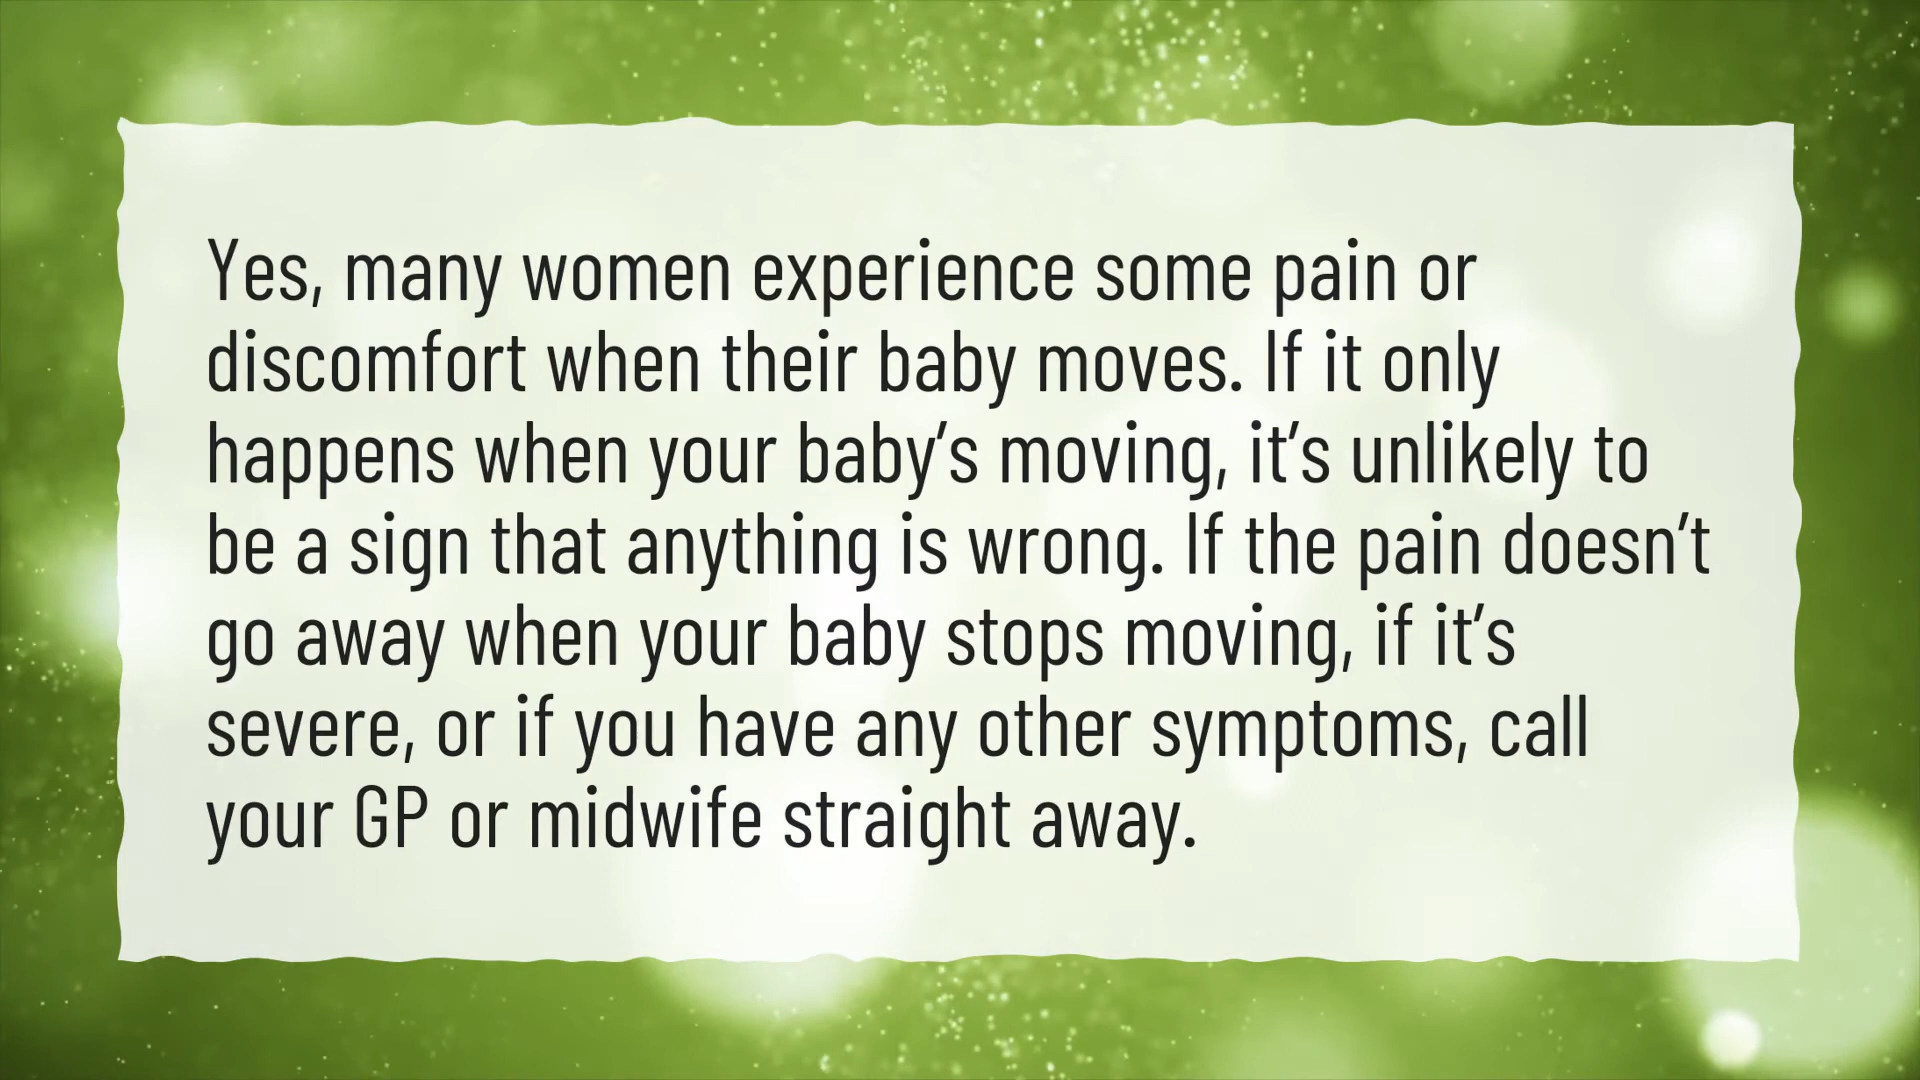 Yes, many women experience some pain or
discomfort when their baby moves. If it only
happens when your baby’s moving, it’s unlikely to
be a sign that anything is wrong. If the pain doesn’t
go away when your baby stops moving, if it’s
severe, or if you have any other symptoms, call
your GP or midwife straight away.